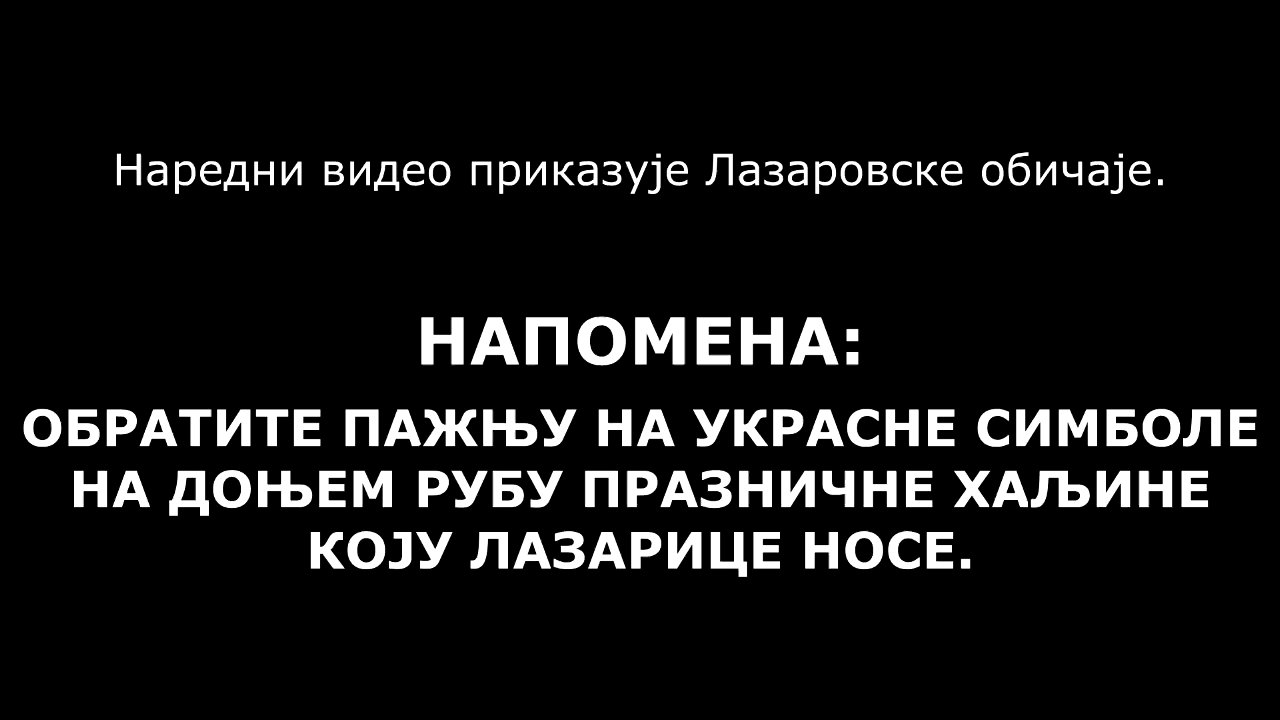 Наредни видео приказује Лазаровске обичаје.
НАПОМЕНА:
ОБРАТИТЕ ПАЖЊУ НА УКРАСНЕ СИМБОЛЕ
НА ДОЊЕМ РУБУ ПРАЗНИЧНЕ ХАЉИНЕ
КОЈУ ЛАЗАРИЦЕ НОСЕ.